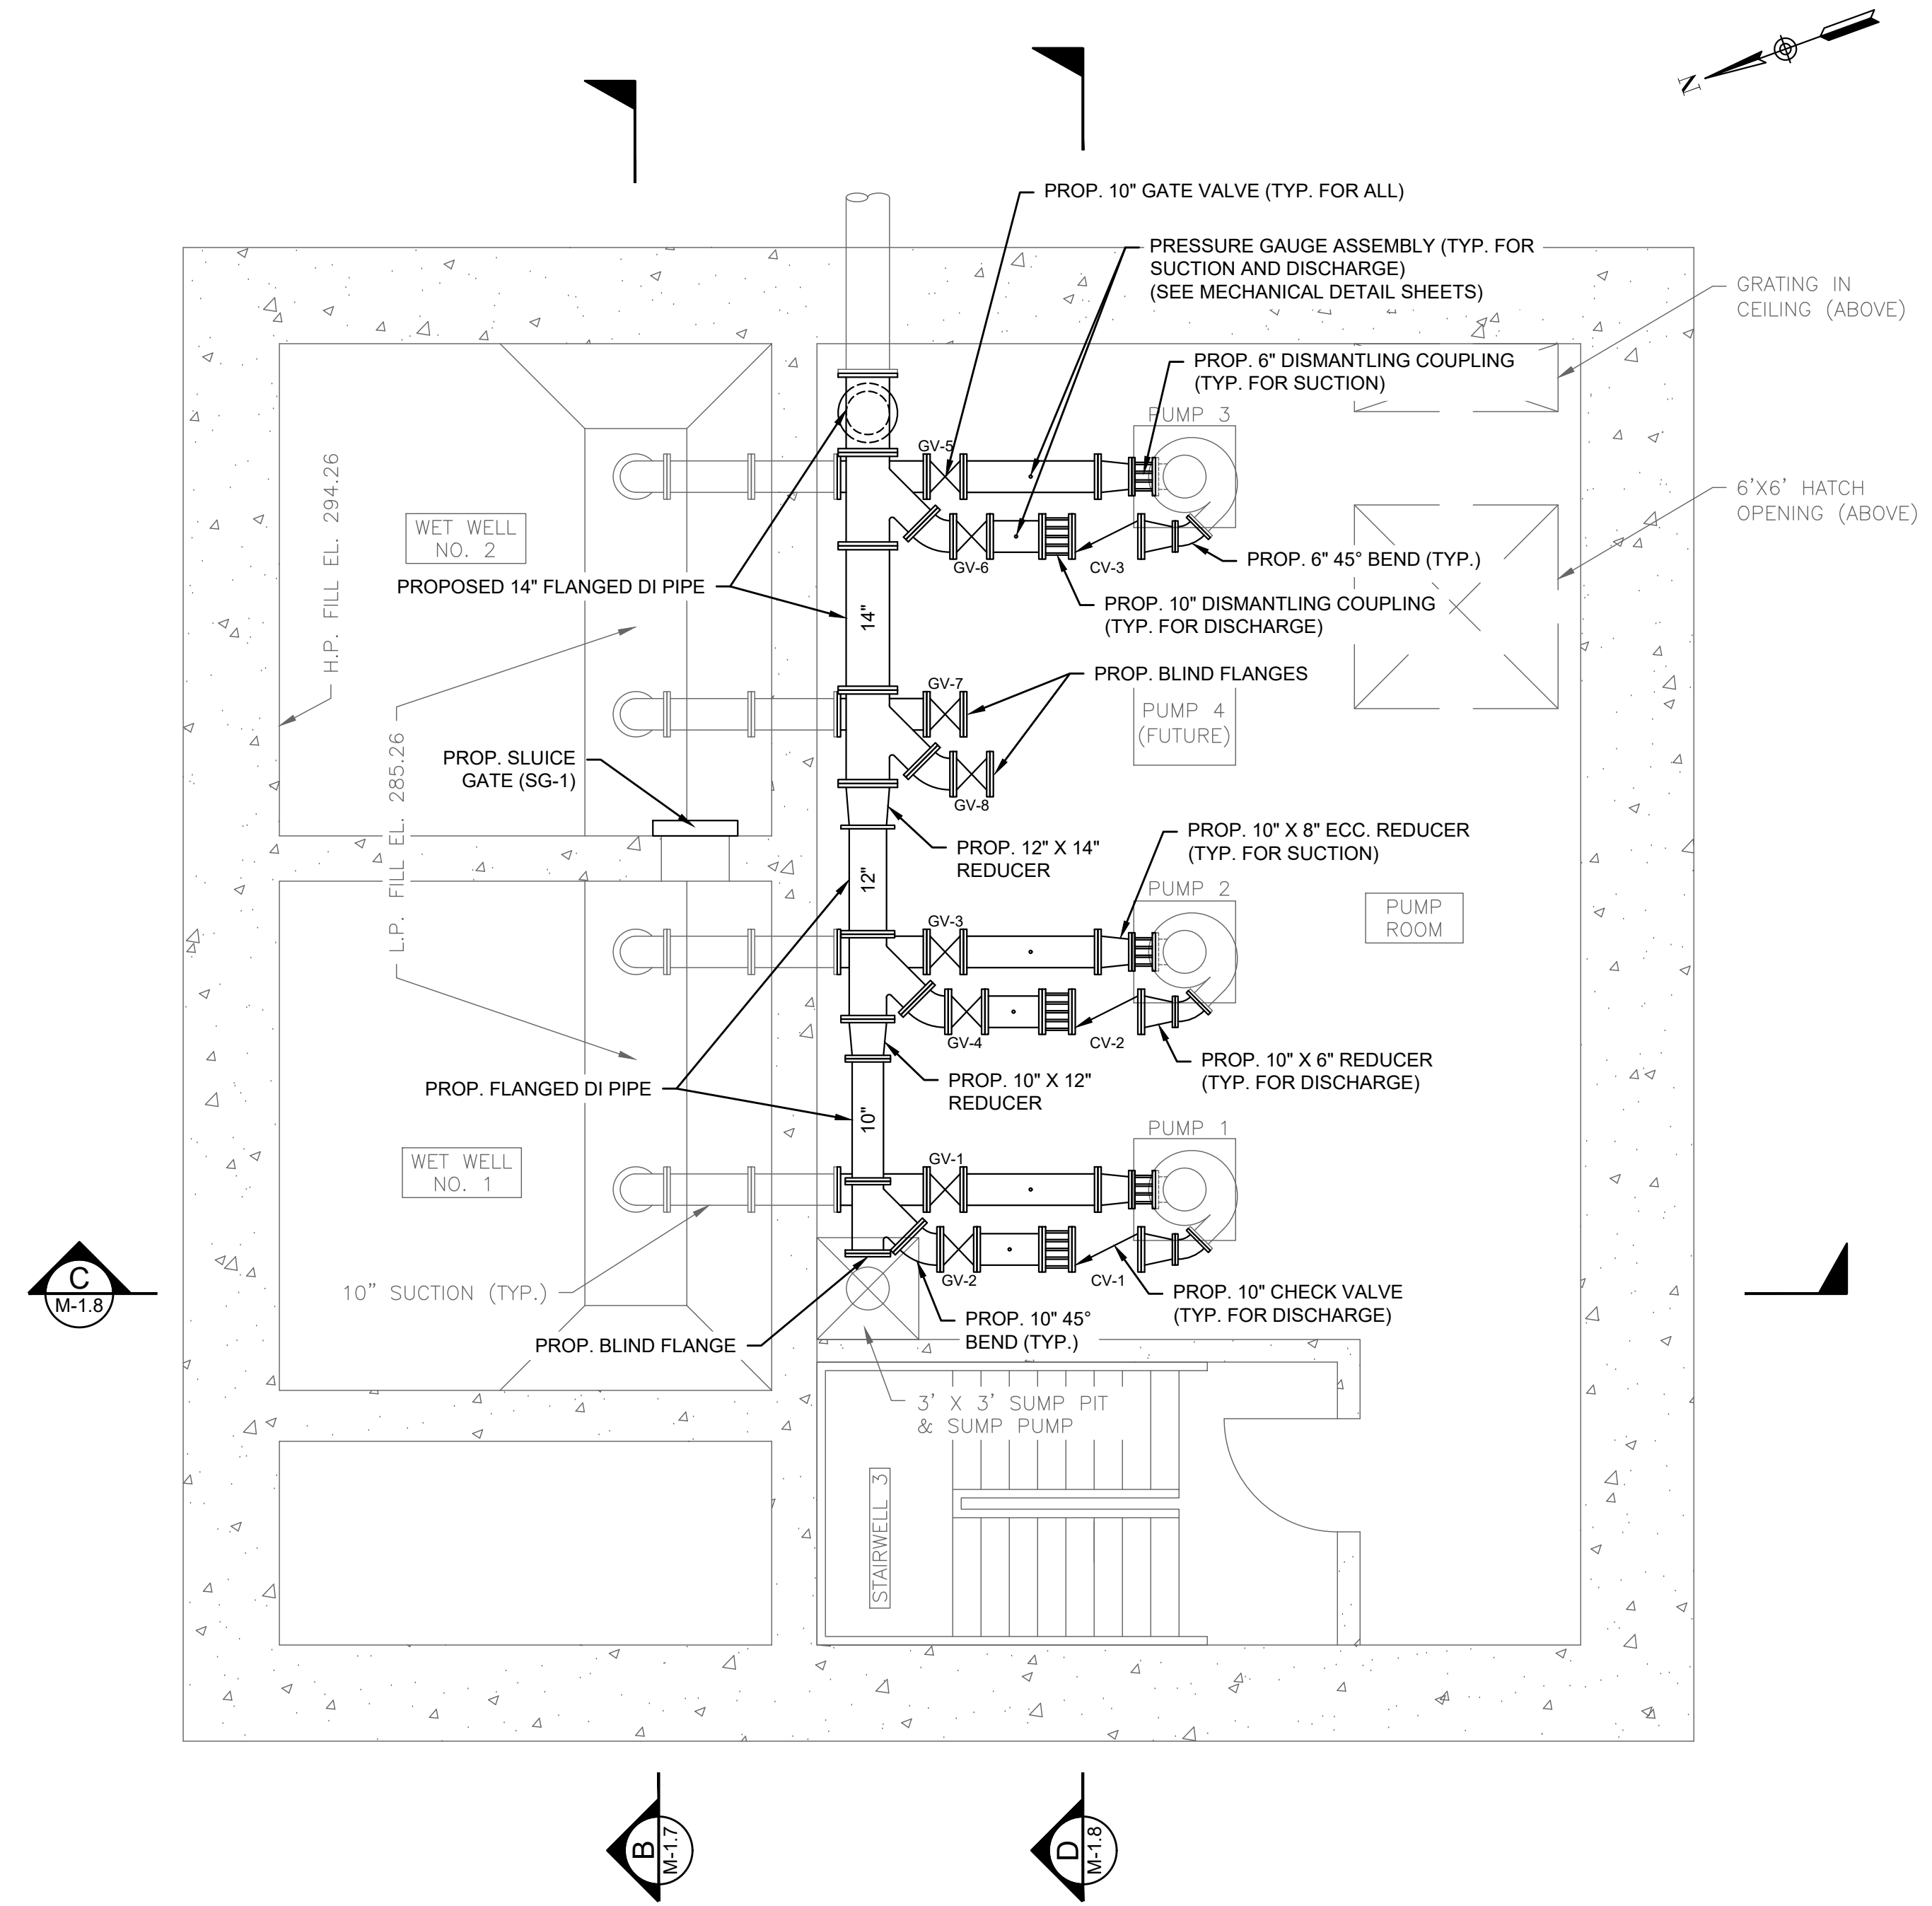 N
PROP. 10" GATE VALVE (TYP. FOR ALL)
PRESSURE GAUGE ASSEMBLY (TYP. FOR
SUCTION AND DISCHARGE)
(SEE MECHANICAL DETAIL SHEETS)
GRATING IN
CEILING (ABOVE)
PROP. 6" DISMANTLING COUPLING
(TYP. FOR SUCTION)
PUMP 3
GV-5
H.P. FILL EL. 294.26
6'X6' HATCH
OPENING (ABOVE)
WET WELL
NO. 2
GV-6
CV-3
PROP. 6" 45° BEND (TYP.)
PROPOSED 14" FLANGED DI PIPE
14"
PROP. 10" DISMANTLING COUPLING
(TYP. FOR DISCHARGE)
PROP. BLIND FLANGES
GV-7
PUMP 4
(FUTURE)
L.P. FILL EL. 285.26
PROP. SLUICE
GATE (SG-1)
GV-8
PROP. 12" X 14"
REDUCER
PROP. 10" X 8" ECC. REDUCER
(TYP. FOR SUCTION)
12"
PUMP 2
GV-3
PUMP
ROOM
GV-4
CV-2
PROP. 10" X 6" REDUCER
(TYP. FOR DISCHARGE)
PROP. FLANGED DI PIPE
PROP. 10" X 12"
REDUCER
10"
PUMP 1
GV-1
WET WELL
NO. 1
C
M-1.8
10" SUCTION (TYP.)
GV-2
CV-1
PROP. 10" CHECK VALVE
(TYP. FOR DISCHARGE)
PROP. BLIND FLANGE
PROP. 10" 45°
BEND (TYP.)
3' X 3' SUMP PIT
& SUMP PUMP
STAIRWELL 3
B
M-1.7
D
M-1.8